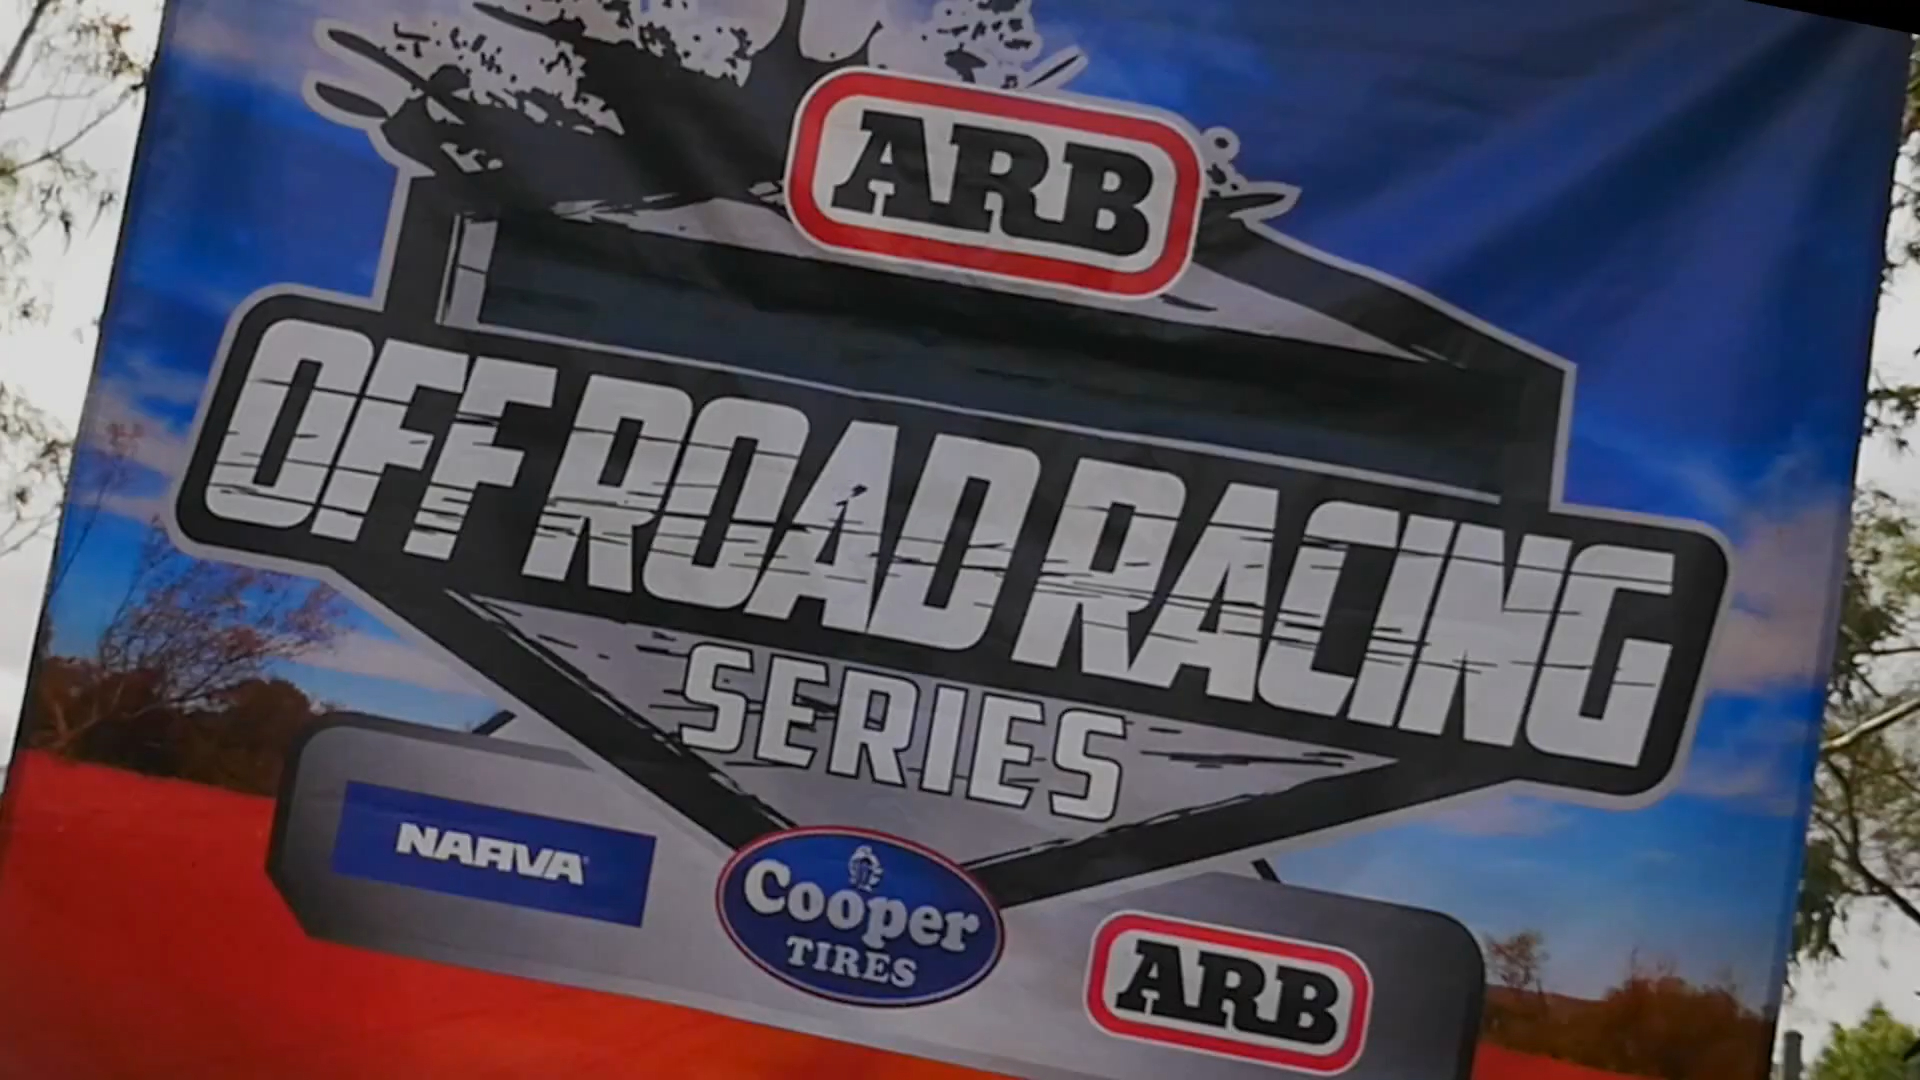 ARB
OFF ROAD RACING
SERIES
NARVA
Cooper
TIRES
ARB